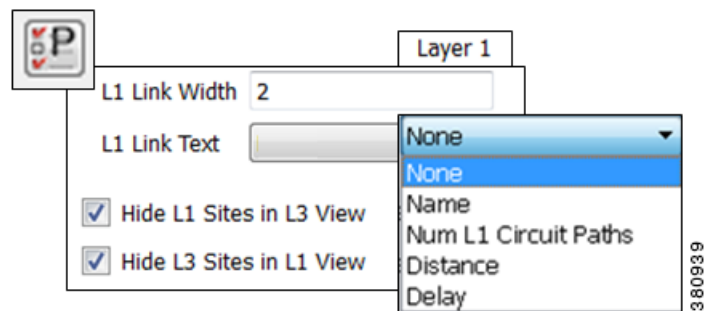 P
Layer 1
L1 Link Width 2
L1 Link Text None
None
Name
Num L1 Circuit Paths
Distance
Delay
Hide L1 Sites in L3 View
Hide L3 Sites in L1 View
380939